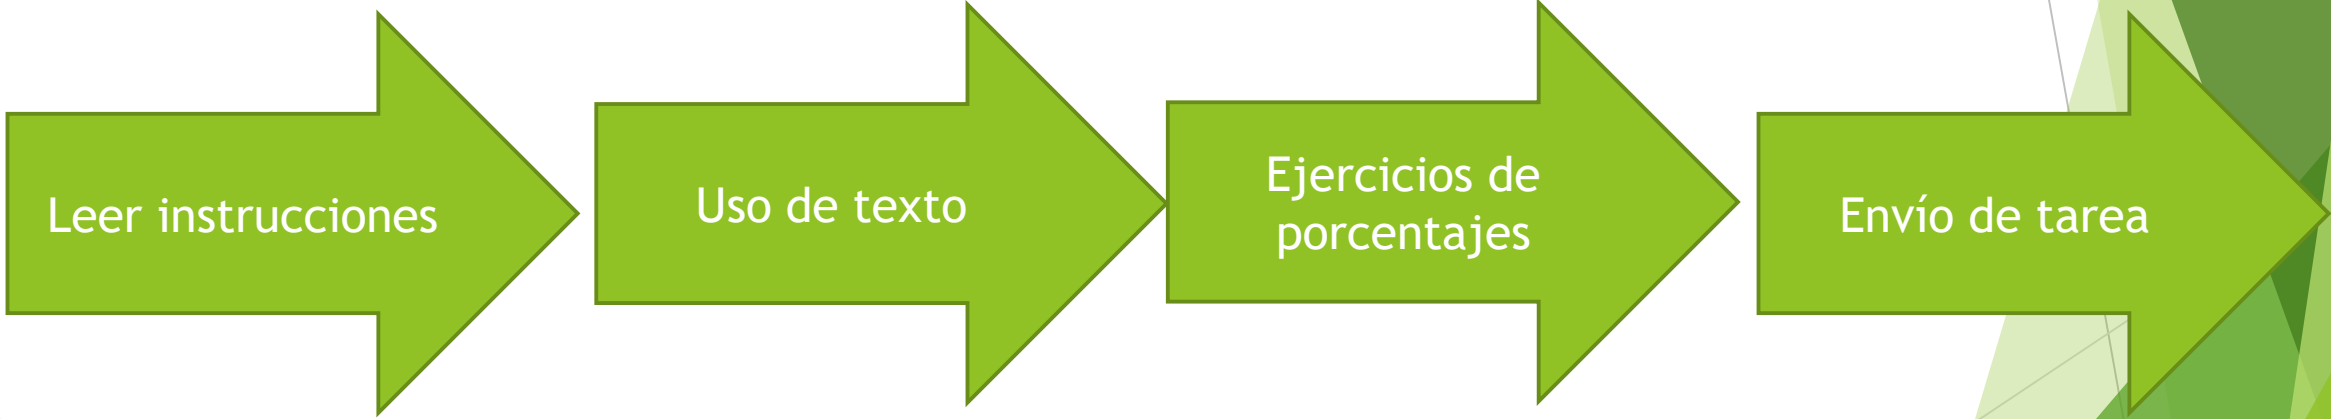 Leer instrucciones
Uso de texto
Ejercicios de
porcentajes
Envío de tarea